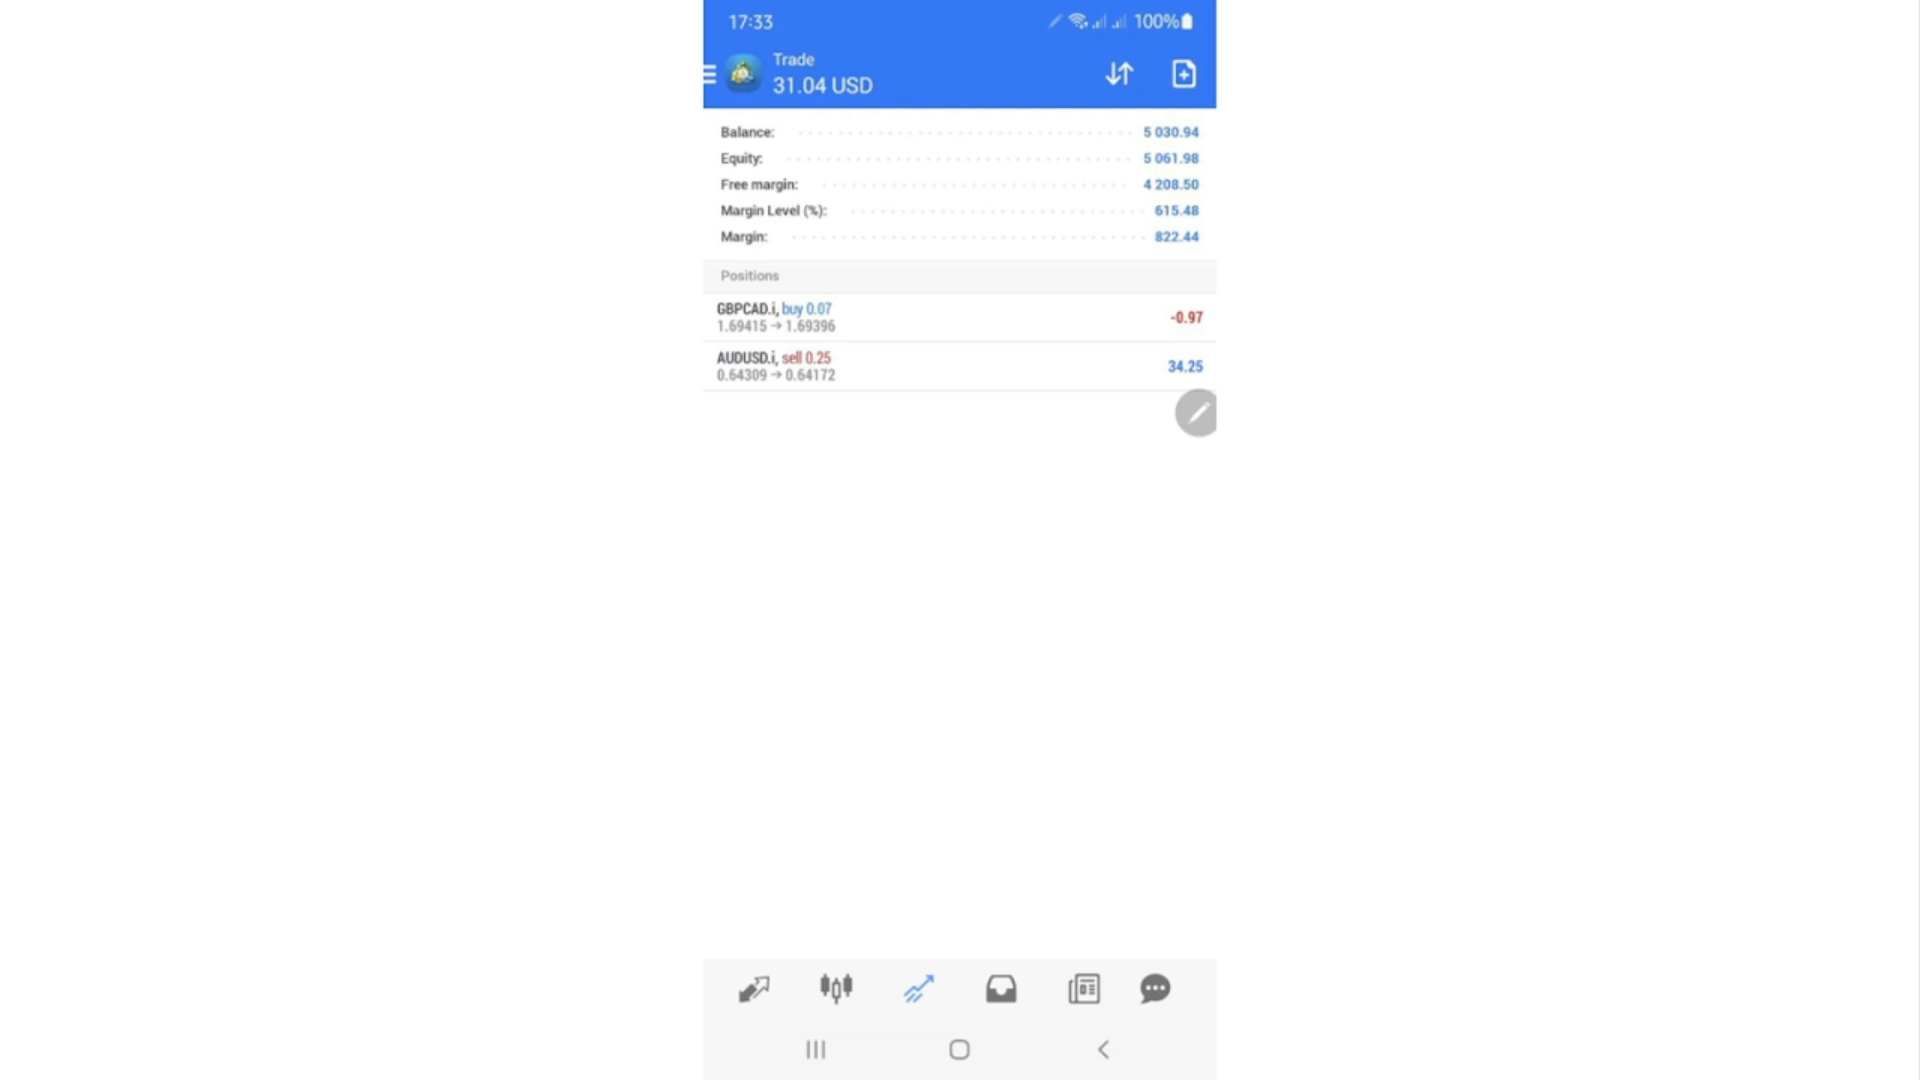 17:33
100%
Trade
31.04 USD
Balance: 5 030.94
Equity: 5 061.98
Free margin: 4 208.50
Margin Level (%): 615.48
Margin: 822.44
Positions
GBPCAD.i, buy 0.07
1.69415 → 1.69396
-0.97
AUDUSD.i, sell 0.25
0.64309 → 0.64172
34.25